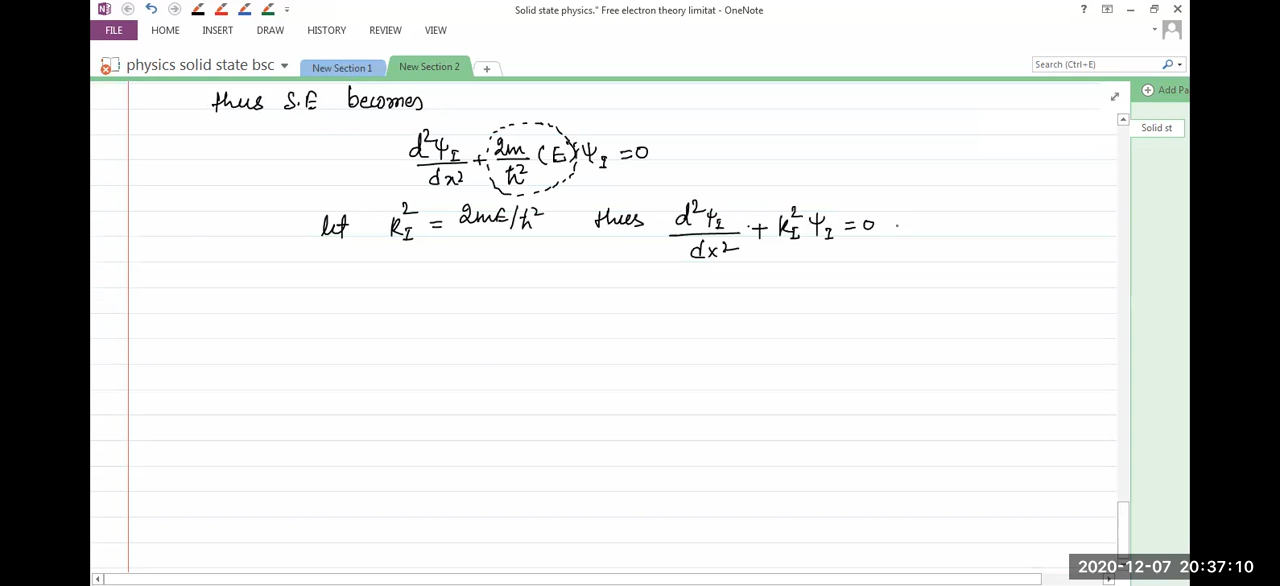 Solid state physics." Free electron theory limitat - OneNote
FILE HOME INSERT DRAW HISTORY REVIEW VIEW
physics solid state bsc New Section 1 New Section 2 + Search (Ctrl+E)
Add Pa
Solid st
thus S.E becomes
d²ψ_I/dx² + 2m/ħ² (E) ψ_I = 0
let k_I² = 2mE/ħ² thus d²ψ_I/dx² + k_I² ψ_I = 0
2020-12-07 20:37:10